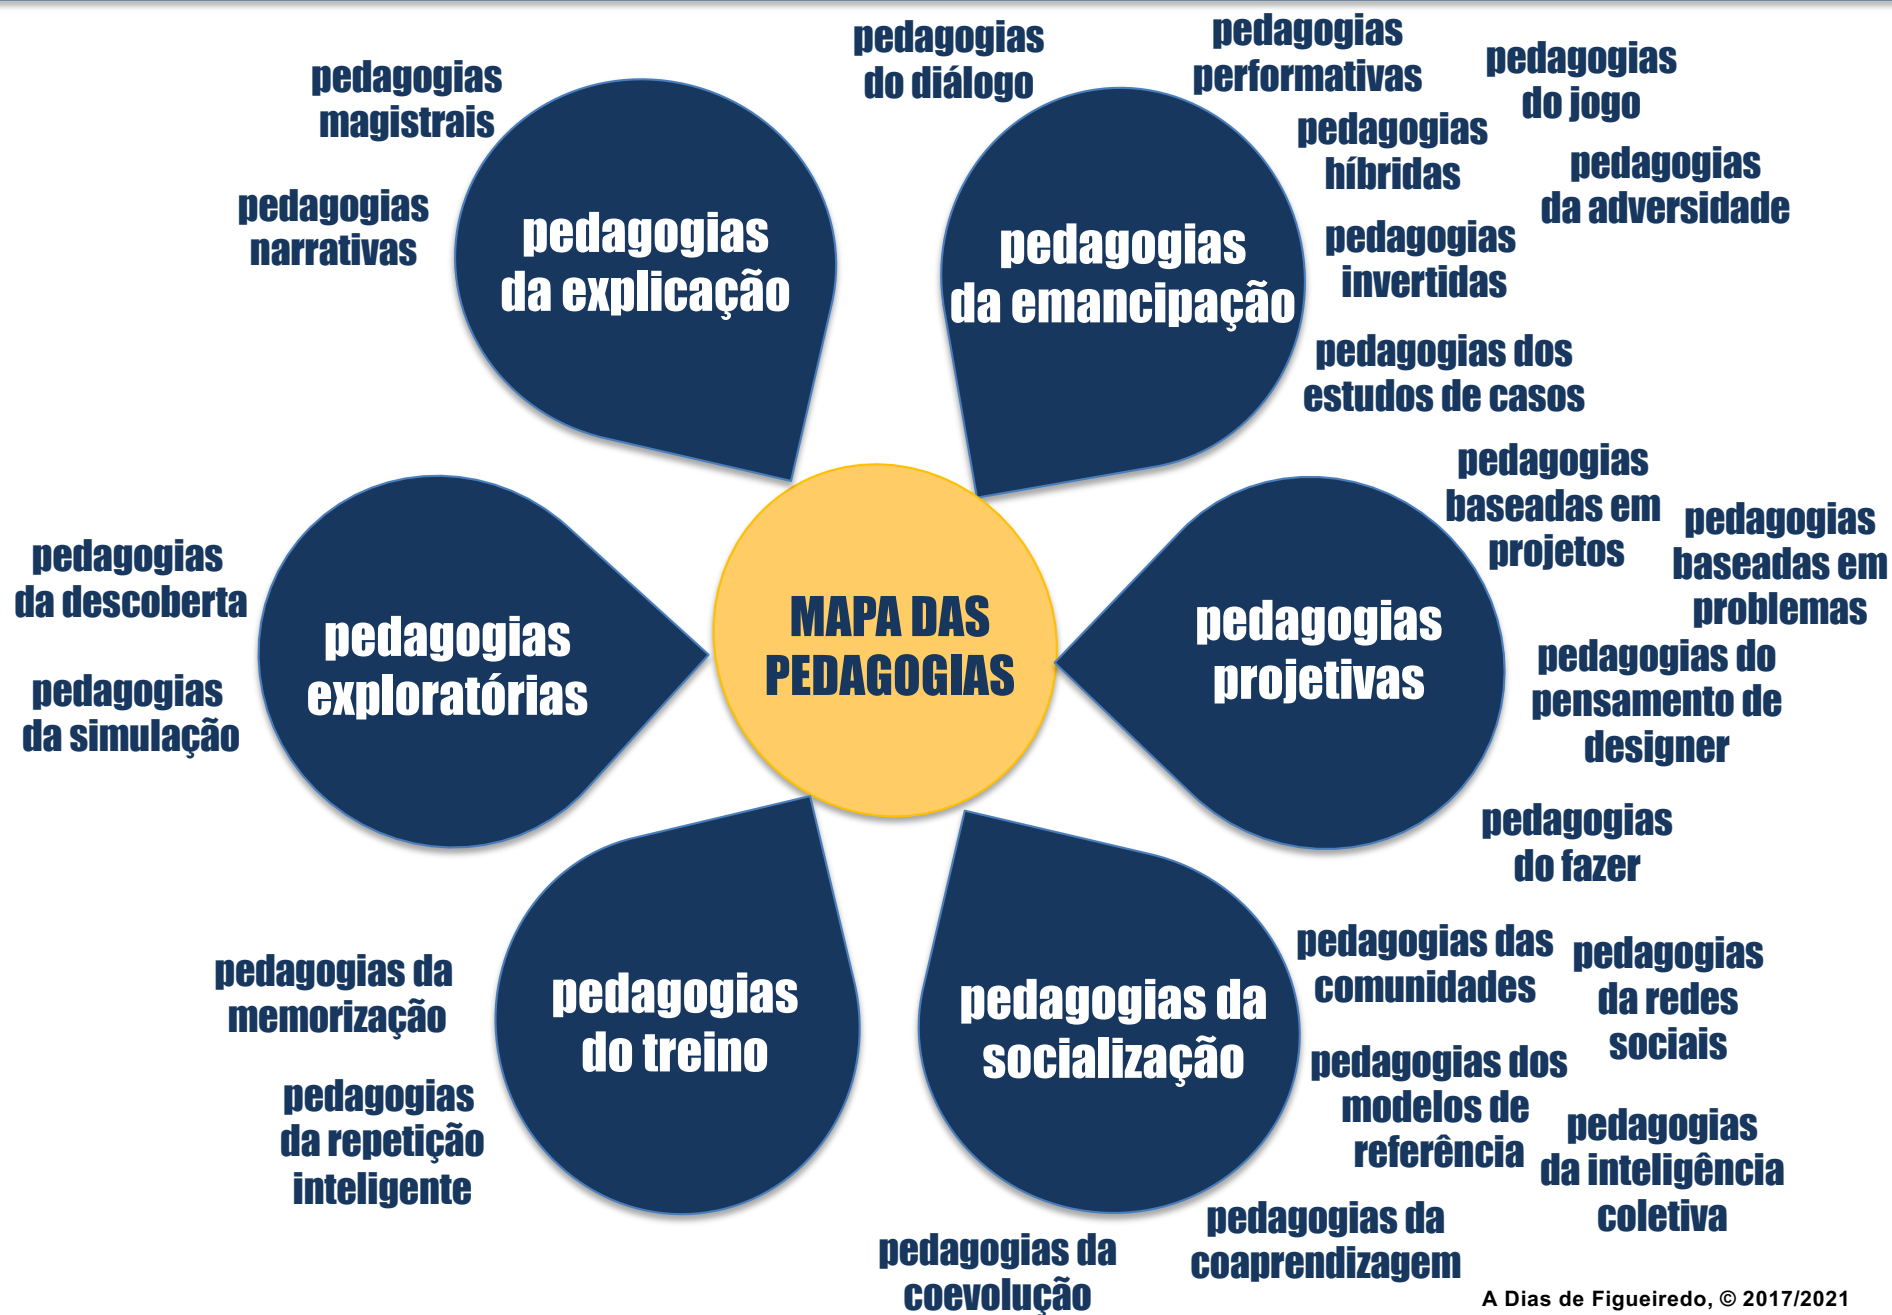 pedagogias
magistrais
pedagogias
narrativas
pedagogias
da explicação
pedagogias
do diálogo
pedagogias
performativas
pedagogias
do jogo
pedagogias
híbridas
pedagogias
da adversidade
pedagogias
invertidas
pedagogias
da emancipação
pedagogias dos
estudos de casos
pedagogias
baseadas em
projetos
pedagogias
baseadas em
problemas
pedagogias
projetivas
pedagogias do
pensamento de
designer
pedagogias
do fazer
MAPA DAS
PEDAGOGIAS
pedagogias
da descoberta
pedagogias
exploratórias
pedagogias
da simulação
pedagogias da
memorização
pedagogias
do treino
pedagogias
da repetição
inteligente
pedagogias da
socialização
pedagogias das
comunidades
pedagogias
da redes
sociais
pedagogias dos
modelos de
referência
pedagogias
da inteligência
coletiva
pedagogias da
coaprendizagem
pedagogias da
coevolução
A Dias de Figueiredo, © 2017/2021